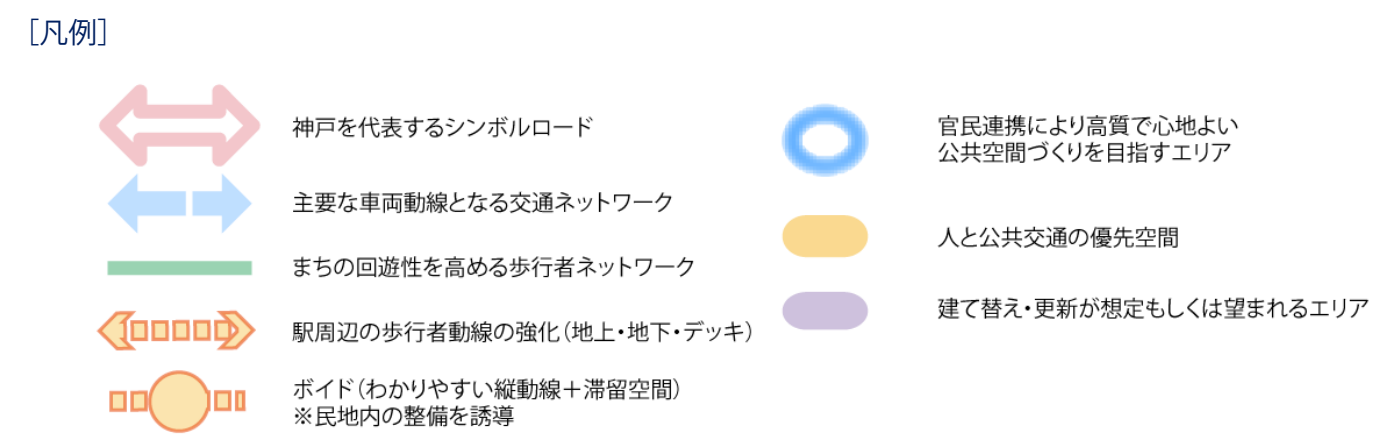 [凡例]
神戸を代表するシンボルロード
主要な車両動線となる交通ネットワーク
まちの回遊性を高める歩行者ネットワーク
駅周辺の歩行者動線の強化（地上・地下・デッキ）
ボイド（わかりやすい縦動線＋滞留空間）
※民地内の整備を誘導
官民連携により高質で心地よい
公共空間づくりを目指すエリア
人と公共交通の優先空間
建て替え・更新が想定もしくは望まれるエリア